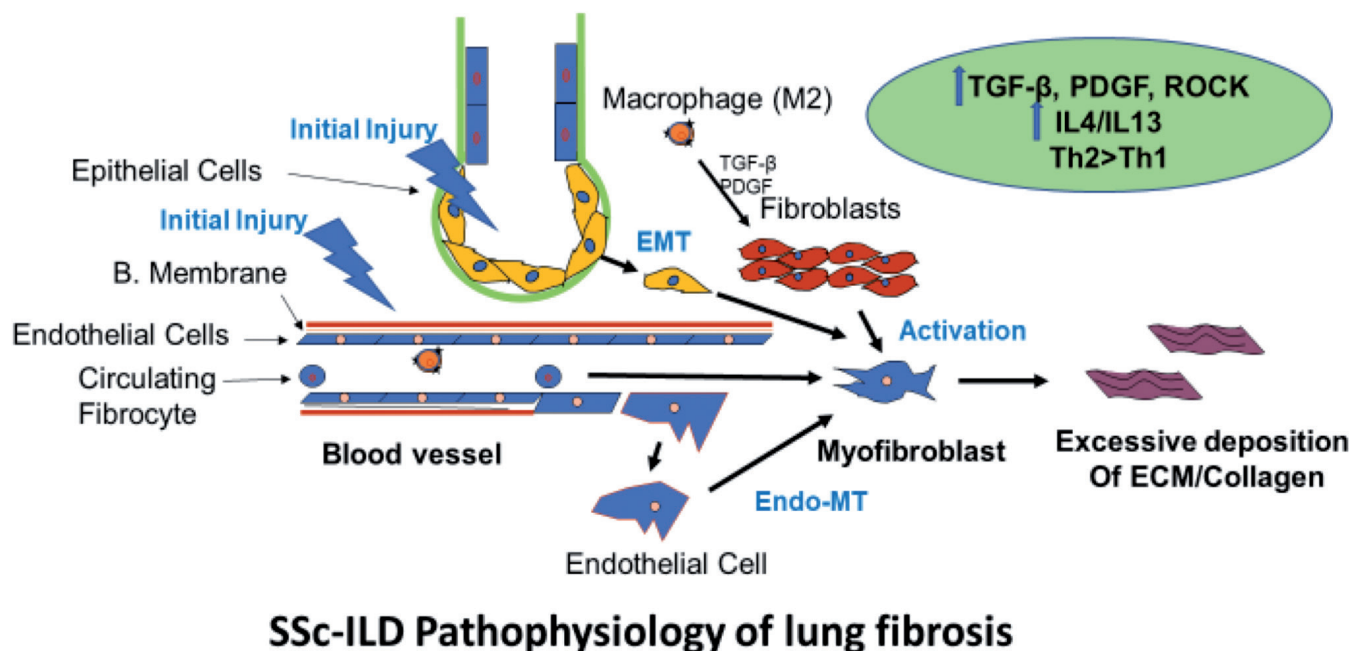 Initial Injury
Epithelial Cells
Initial Injury
B. Membrane
Endothelial Cells
Circulating
Fibrocyte
Blood vessel
Macrophage (M2)
TGF-β
PDGF
Fibroblasts
EMT
Activation
Myofibroblast
Endo-MT
Endothelial Cell
Excessive deposition
Of ECM/Collagen
TGF-β, PDGF, ROCK
IL4/IL13
Th2>Th1
SSc-ILD Pathophysiology of lung fibrosis